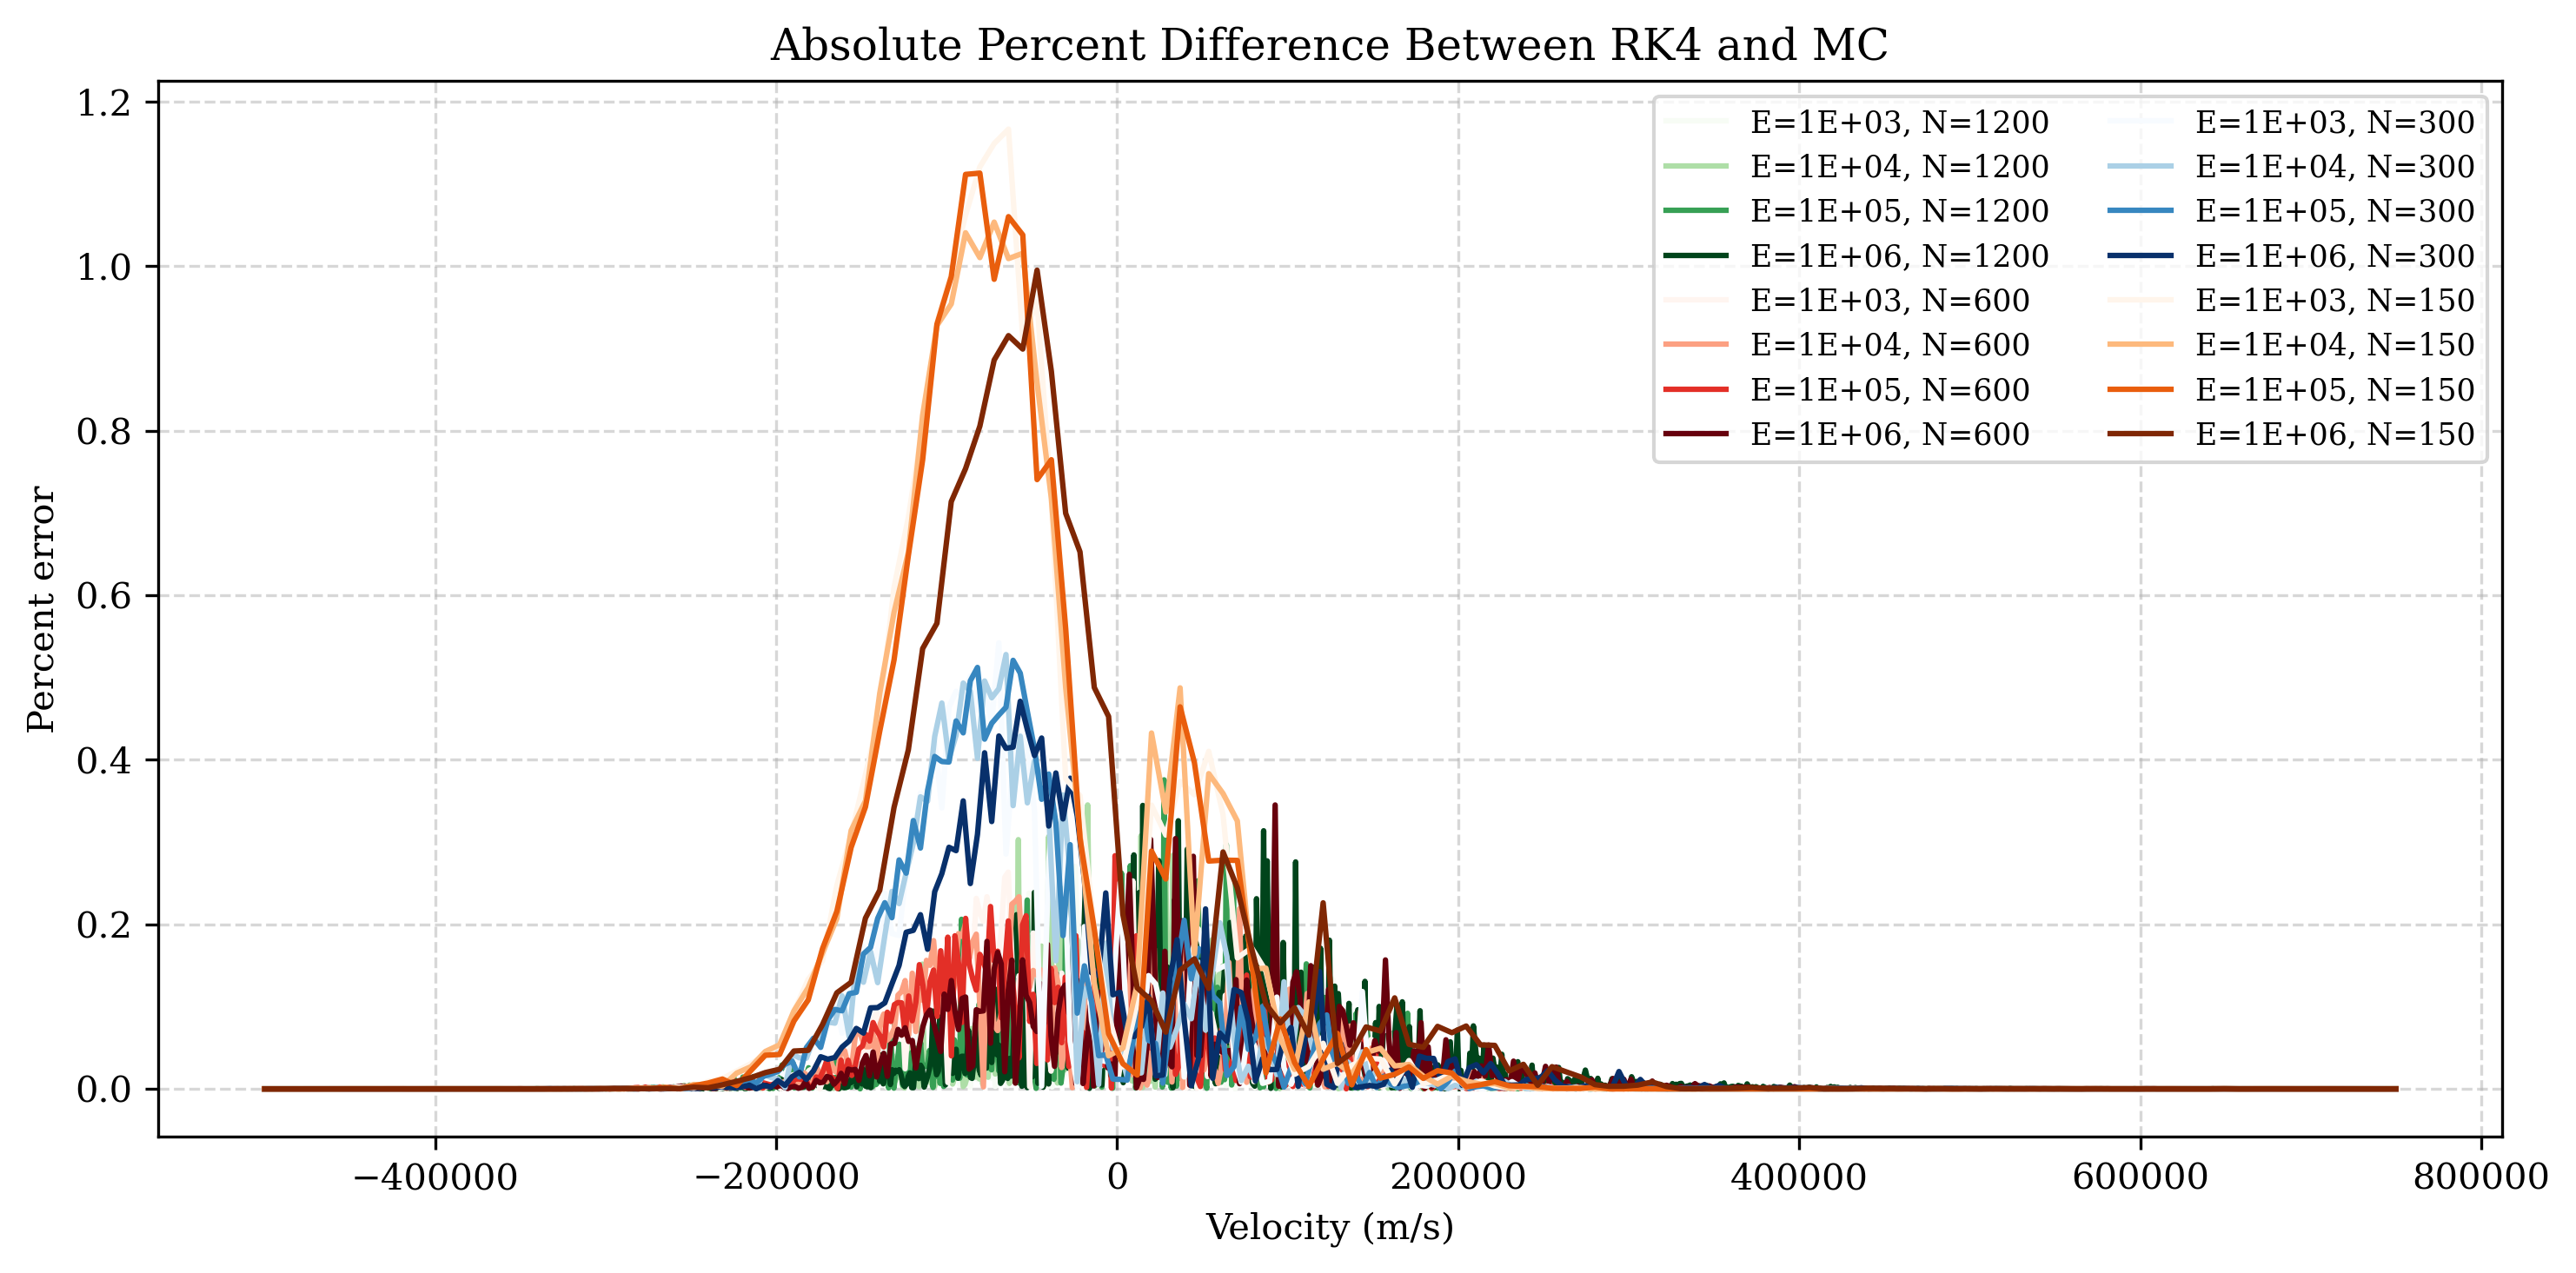 Absolute Percent Difference Between RK4 and MC
Percent error
1.2
1.0
0.8
0.6
0.4
0.2
0.0
E=1E+03, N=1200
E=1E+04, N=1200
E=1E+05, N=1200
E=1E+06, N=1200
E=1E+03, N=600
E=1E+04, N=600
E=1E+05, N=600
E=1E+06, N=600
E=1E+03, N=300
E=1E+04, N=300
E=1E+05, N=300
E=1E+06, N=300
E=1E+03, N=150
E=1E+04, N=150
E=1E+05, N=150
E=1E+06, N=150
−400000 −200000 0 200000 400000 600000 800000
Velocity (m/s)